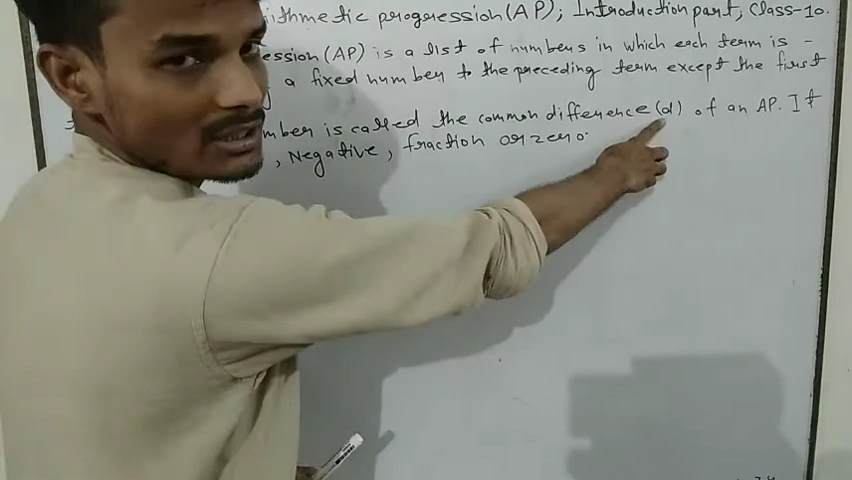 ithmetic progression (AP); Introduction part, Class-10.
ession (AP) is a list of numbers in which each term is -
a fixed number to the preceding term except the first
mber is called the common difference (d) of an AP. It
, Negative, fraction or zero.